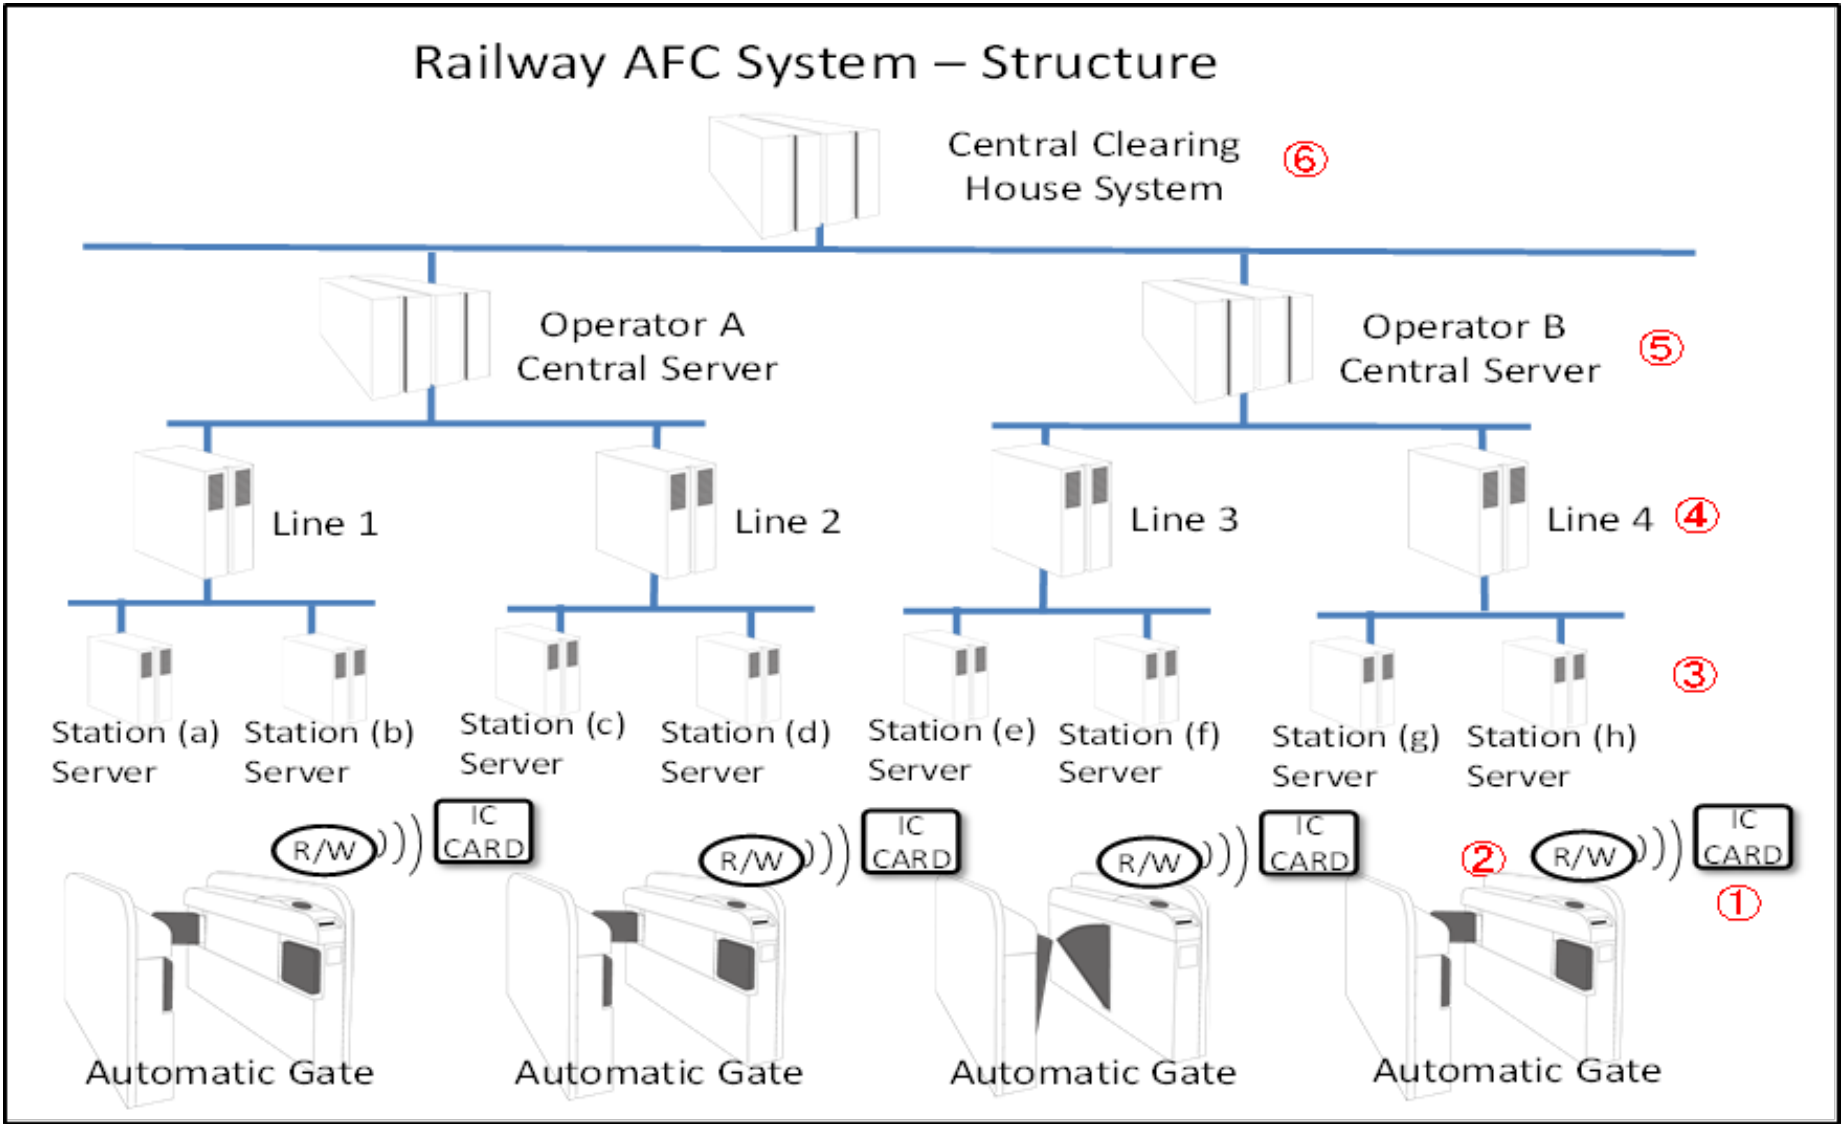 Railway AFC System – Structure
Central Clearing
House System
⑥
Operator A
Central Server
Operator B
Central Server
⑤
Line 1
Line 2
Line 3
Line 4
④
③
Station (a)
Server
Station (b)
Server
Station (c)
Server
Station (d)
Server
Station (e)
Server
Station (f)
Server
Station (g)
Server
Station (h)
Server
R/W
IC
CARD
R/W
IC
CARD
R/W
IC
CARD
②
R/W
IC
CARD
①
Automatic Gate
Automatic Gate
Automatic Gate
Automatic Gate